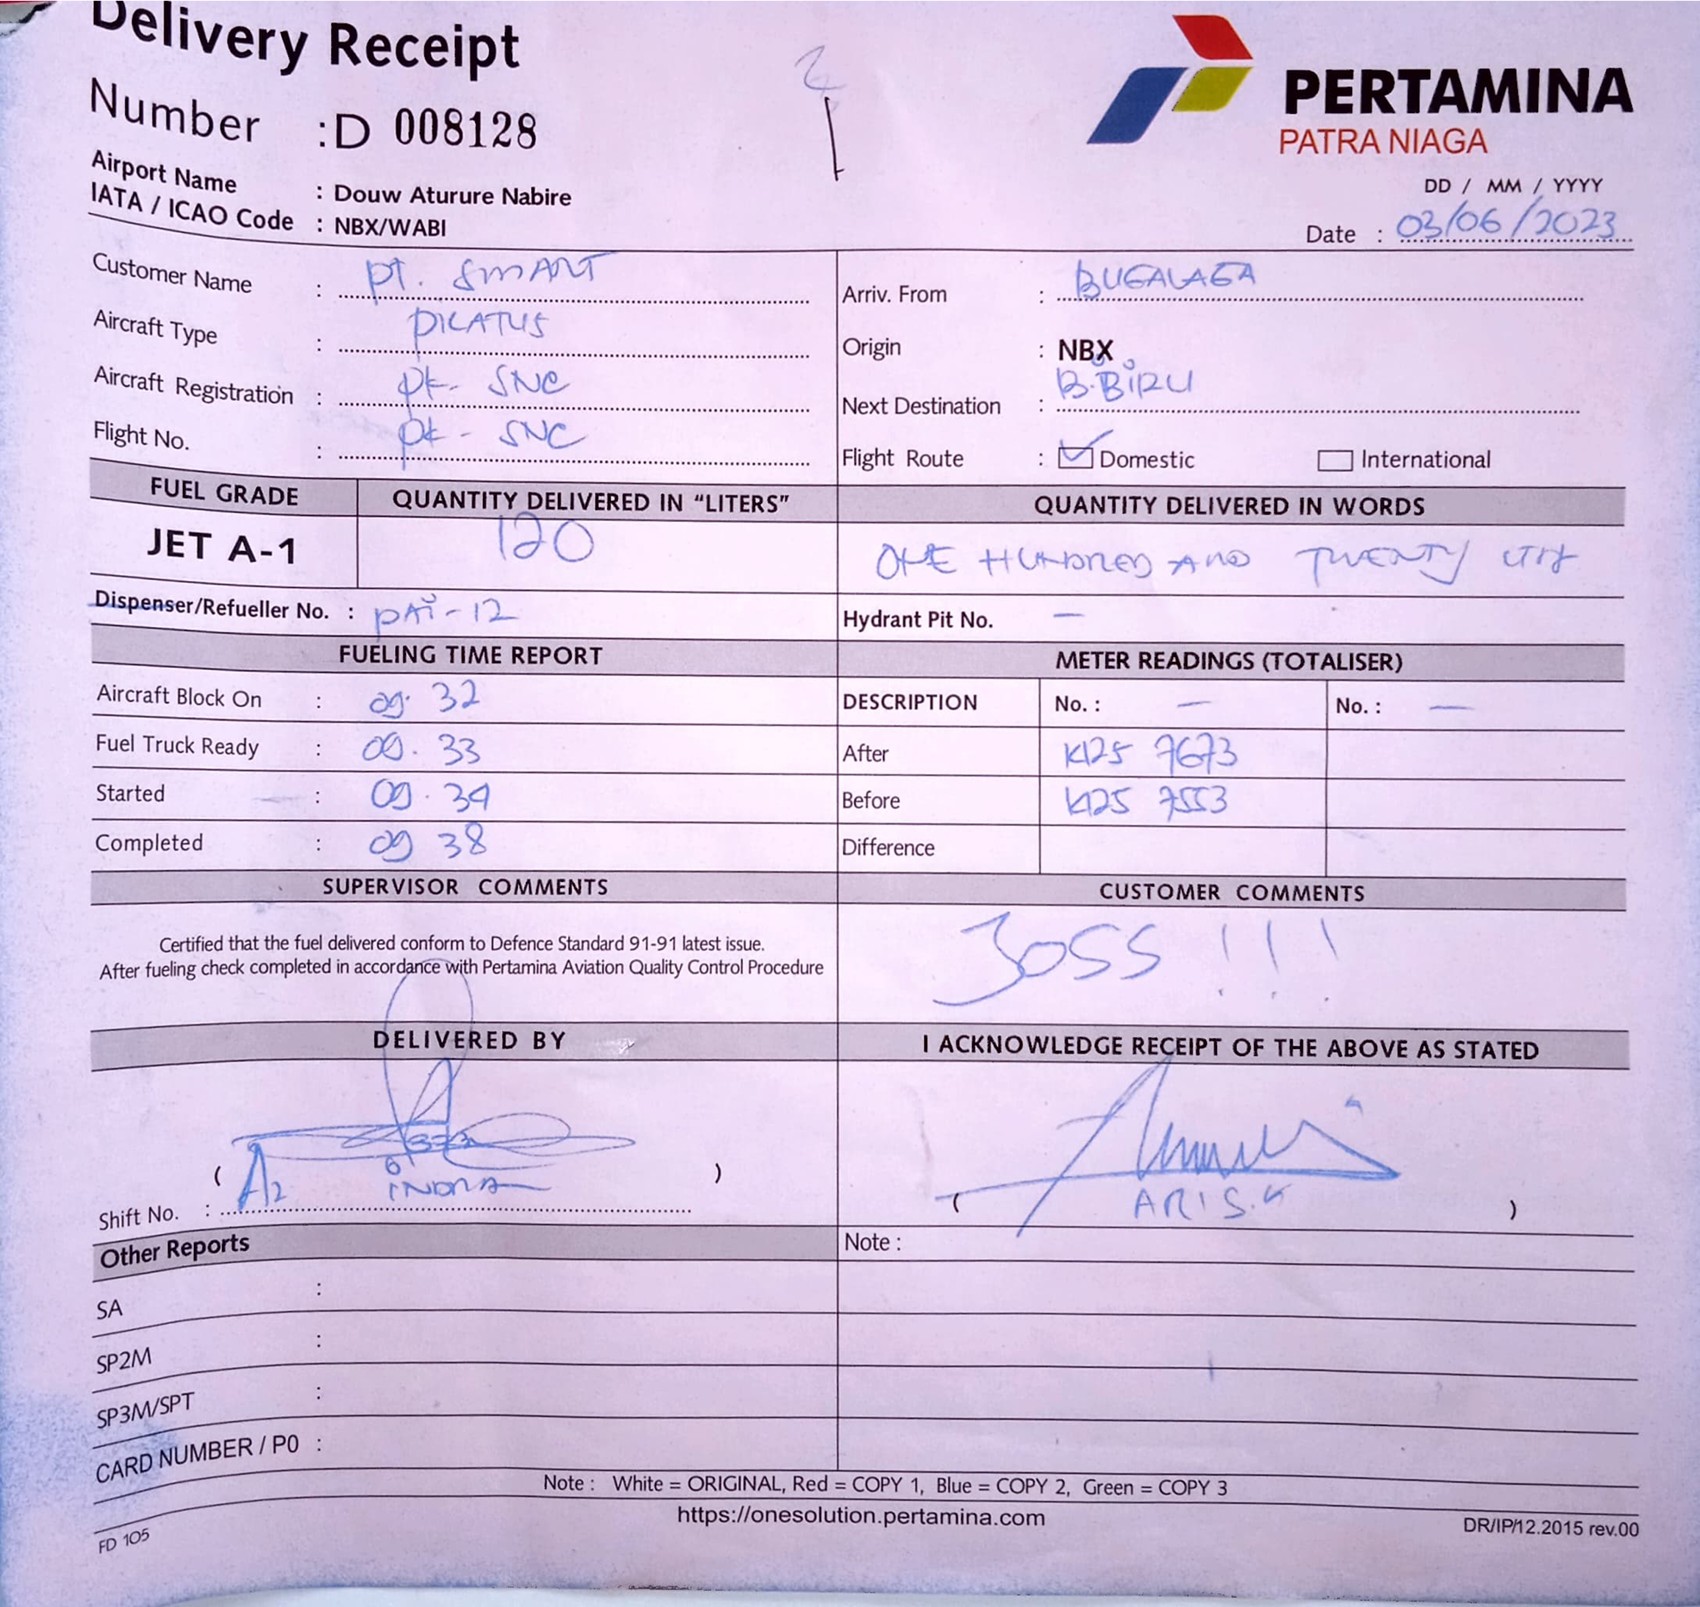 Delivery Receipt
Number : D 008128
PERTAMINA
PATRA NIAGA
Airport Name : Douw Aturure Nabire
IATA / ICAO Code : NBX/WABI
DD / MM / YYYY
Date : 03/06/2023
Customer Name : PT. SMART
Arriv. From : BUGALAGA
Aircraft Type : PILATUS
Origin : NBX
Aircraft Registration : PK- SNC
Next Destination : B.BIRU
Flight No. : PK - SNC
Flight Route : Domestic International
FUEL GRADE QUANTITY DELIVERED IN “LITERS” QUANTITY DELIVERED IN WORDS
JET A-1 120 ONE HUNDRED AND TWENTY
Dispenser/Refueller No. : PAI-12 Hydrant Pit No. —
FUELING TIME REPORT METER READINGS (TOTALISER)
Aircraft Block On : 09. 32 DESCRIPTION No. : — No. : —
Fuel Truck Ready : 09. 33 After 7673
Started : 09. 34 Before 7553
Completed : 09 38 Difference
SUPERVISOR COMMENTS CUSTOMER COMMENTS
Certified that the fuel delivered conform to Defence Standard 91-91 latest issue.
After fueling check completed in accordance with Pertamina Aviation Quality Control Procedure
JOSS ! ! !
DELIVERED BY I ACKNOWLEDGE RECEIPT OF THE ABOVE AS STATED
( INDRA )
( ARIS.K )
Shift No. :
Other Reports Note :
SA :
SP2M :
SP3M/SPT :
CARD NUMBER / P0 :
Note : White = ORIGINAL, Red = COPY 1, Blue = COPY 2, Green = COPY 3
https://onesolution.pertamina.com
FD 105 DR/IP/12.2015 rev.00